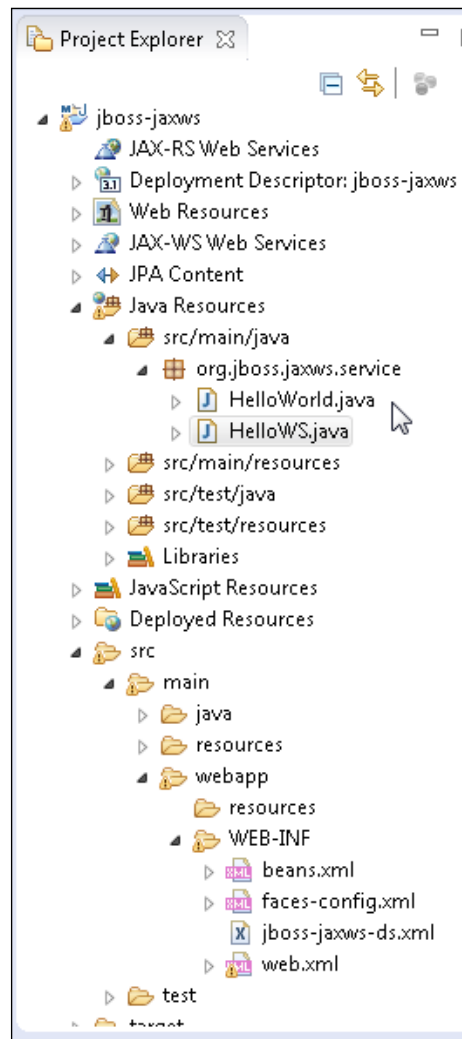 Project Explorer
jboss-jaxws
JAX-RS Web Services
Deployment Descriptor: jboss-jaxws
Web Resources
JAX-WS Web Services
JPA Content
Java Resources
src/main/java
org.jboss.jaxws.service
HelloWorld.java
HelloWS.java
src/main/resources
src/test/java
src/test/resources
Libraries
JavaScript Resources
Deployed Resources
src
main
java
resources
webapp
resources
WEB-INF
beans.xml
faces-config.xml
jboss-jaxws-ds.xml
web.xml
test
target